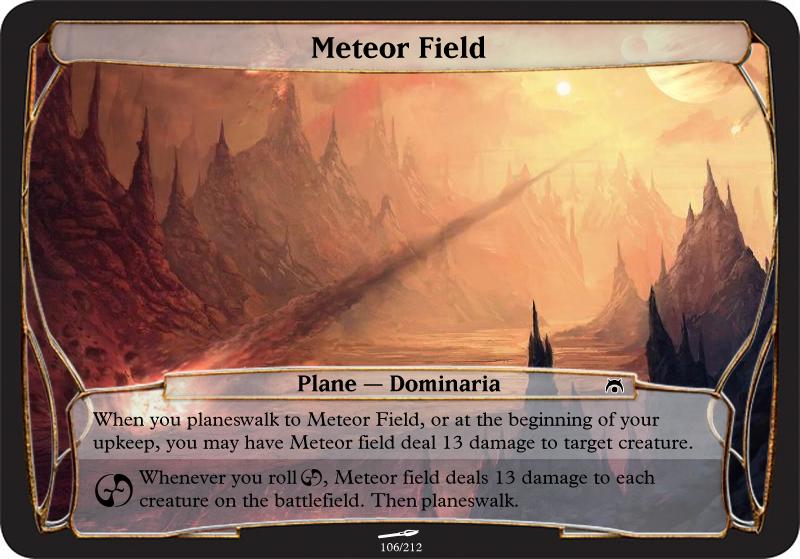 Meteor Field
Plane — Dominaria
When you planeswalk to Meteor Field, or at the beginning of your
upkeep, you may have Meteor field deal 13 damage to target creature.
Whenever you roll , Meteor field deals 13 damage to each
creature on the battlefield. Then planeswalk.
106/212